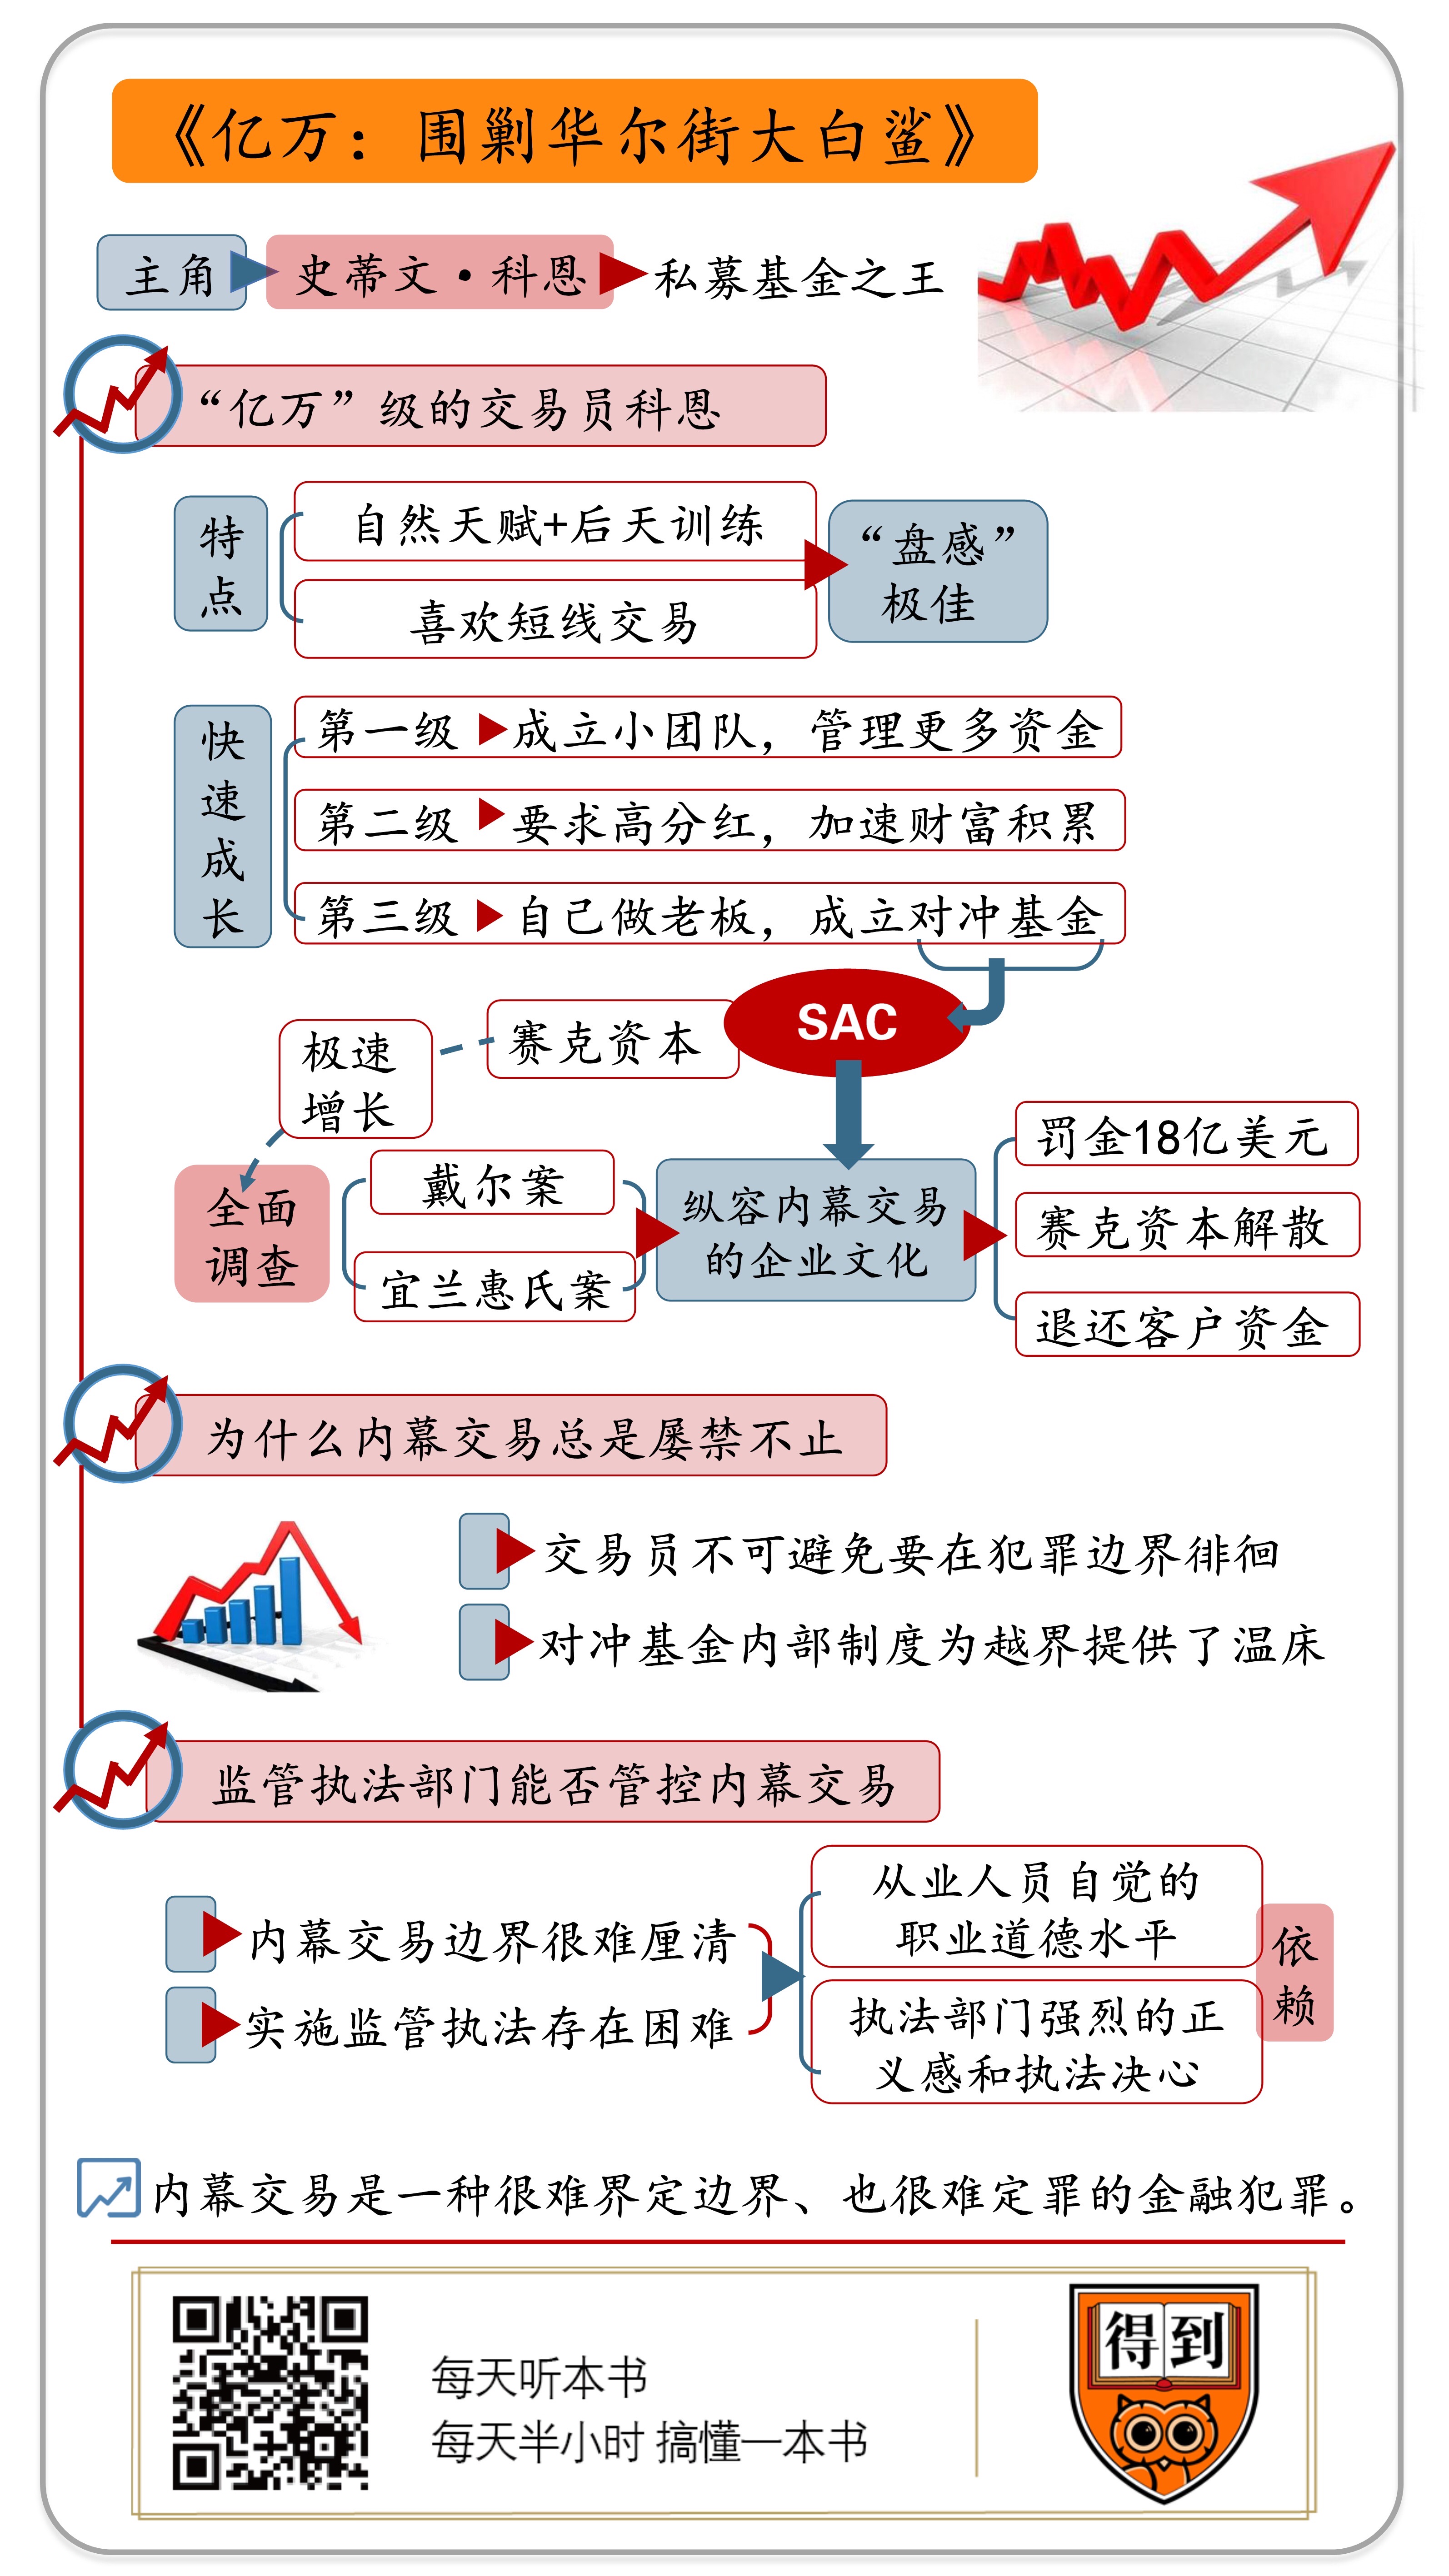 《亿万：围剿华尔街大白鲨》
主角
史蒂文·科恩
私募基金之王
“亿万”级的交易员科恩
特点
自然天赋+后天训练
喜欢短线交易
“盘感”
极佳
快速成长
第一级
成立小团队，管理更多资金
第二级
要求高分红，加速财富积累
第三级
自己做老板，成立对冲基金
SAC
赛克资本
极速
增长
全面
调查
戴尔案
宜兰惠氏案
纵容内幕交易
的企业文化
罚金18亿美元
赛克资本解散
退还客户资金
为什么内幕交易总是屡禁不止
交易员不可避免要在犯罪边界徘徊
对冲基金内部制度为越界提供了温床
监管执法部门能否管控内幕交易
内幕交易边界很难厘清
实施监管执法存在困难
从业人员自觉的
职业道德水平
执法部门强烈的正
义感和执法决心
依赖
内幕交易是一种很难界定边界、也很难定罪的金融犯罪。
每天听本书
每天半小时 搞懂一本书
得到